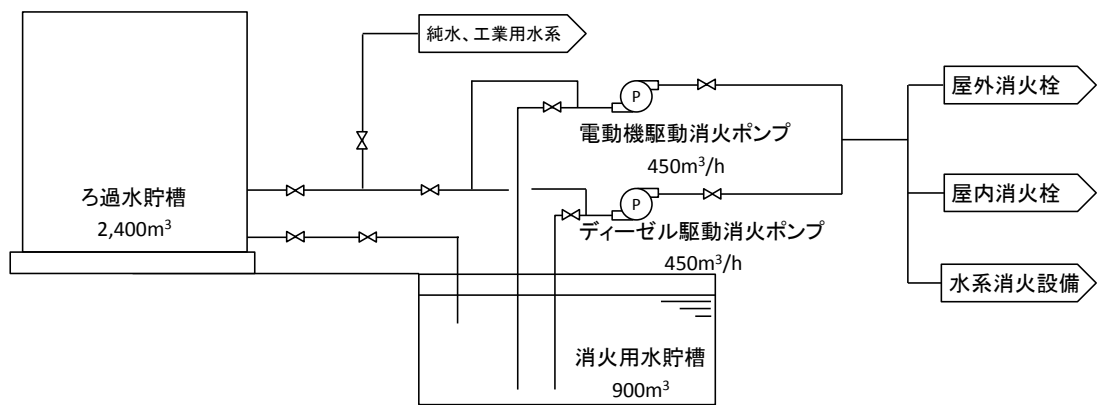 純水、工業用水系
P
電動機駆動消火ポンプ
450m³/h
屋外消火栓
ろ過水貯槽
2,400m³
P
ディーゼル駆動消火ポンプ
450m³/h
屋内消火栓
水系消火設備
消火用水貯槽
900m³